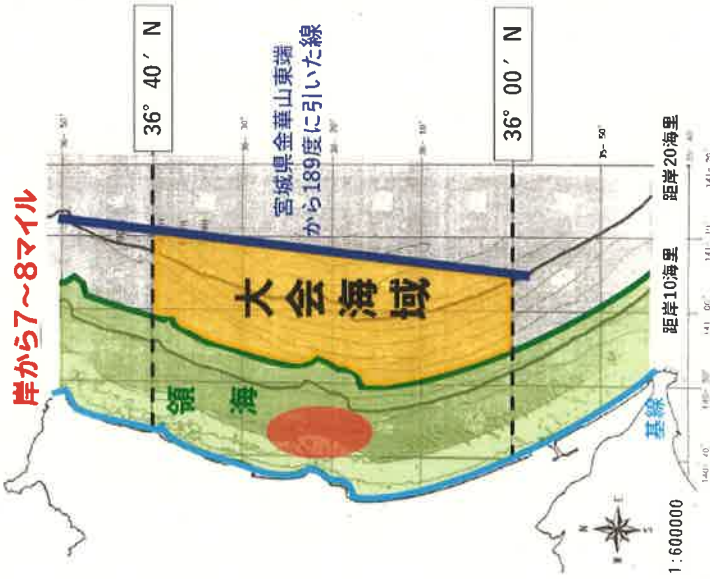 岸から7～8マイル
36° 40′ N
宮城県金華山東端
から189度に引いた線
大会海域
領海
36° 00′ N
距岸20海里
距岸10海里
基線
N
W
E
S
1:600000